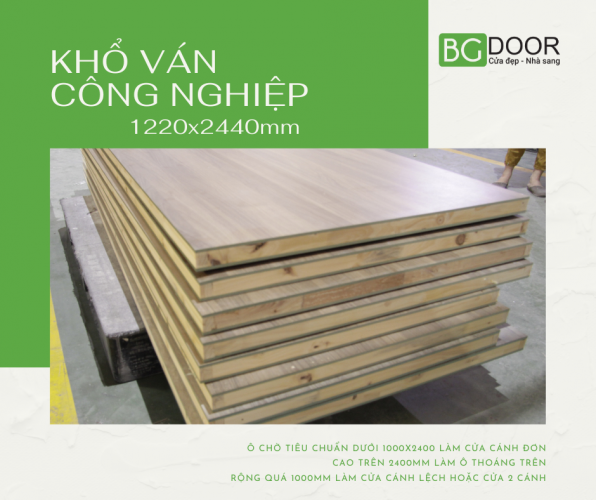 KHỔ VÁN
CÔNG NGHIỆP
1220x2440mm
BG DOOR
Cửa đẹp - Nhà sang
Ô CHỜ TIÊU CHUẨN DƯỚI 1000X2400 LÀM CỬA CÁNH ĐƠN
CAO TRÊN 2400MM LÀM Ô THOÁNG TRÊN
RỘNG QUÁ 1000MM LÀM CỬA CÁNH LỆCH HOẶC CỬA 2 CÁNH